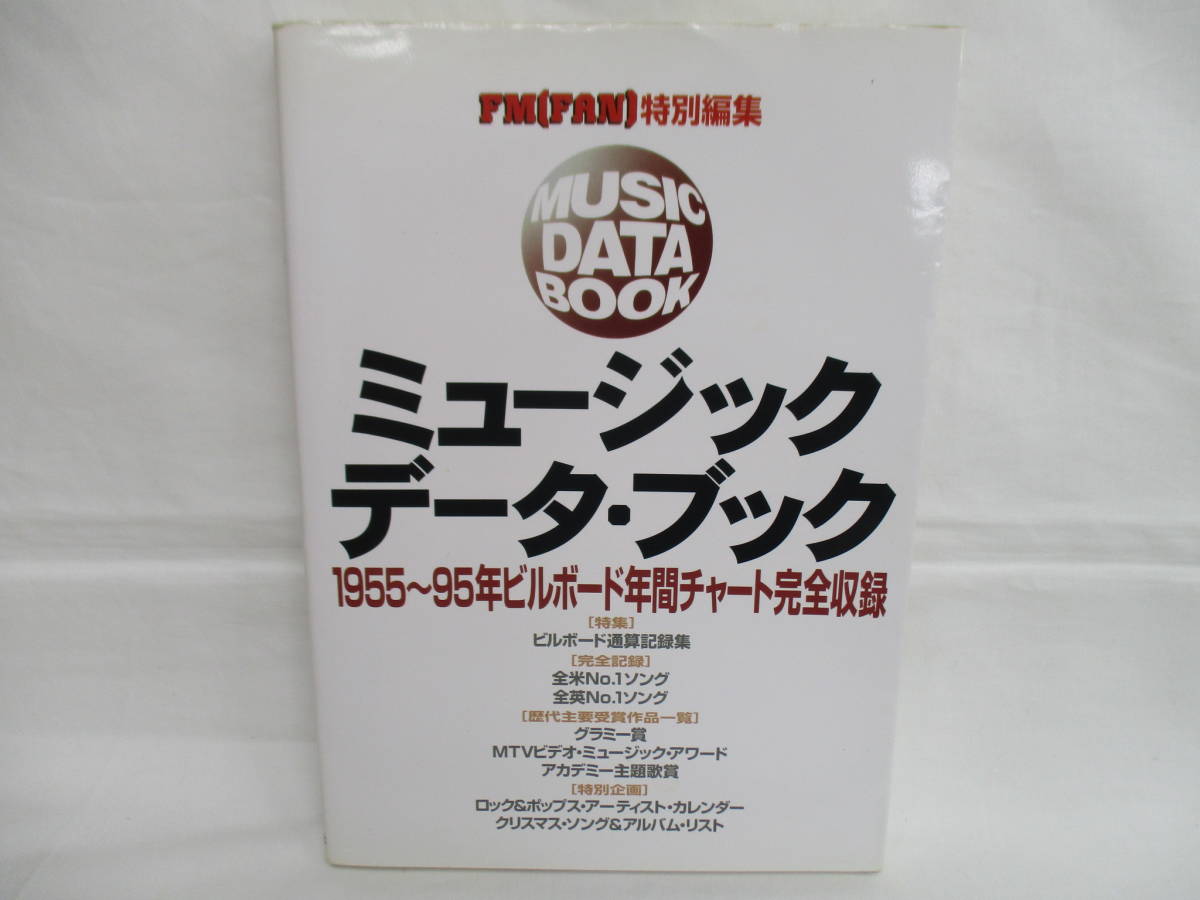 FM(FAN)特別編集
MUSIC
DATA
BOOK
ミュージック
データ・ブック
1955～95年ビルボード年間チャート完全収録
[特集]
ビルボード通算記録集
[完全記録]
全米No.1ソング
全英No.1ソング
[歴代主要受賞作品一覧]
グラミー賞
MTVビデオ・ミュージック・アワード
アカデミー主題歌賞
[特別企画]
ロック&ポップス・アーティスト・カレンダー
クリスマス・ソング&アルバム・リスト